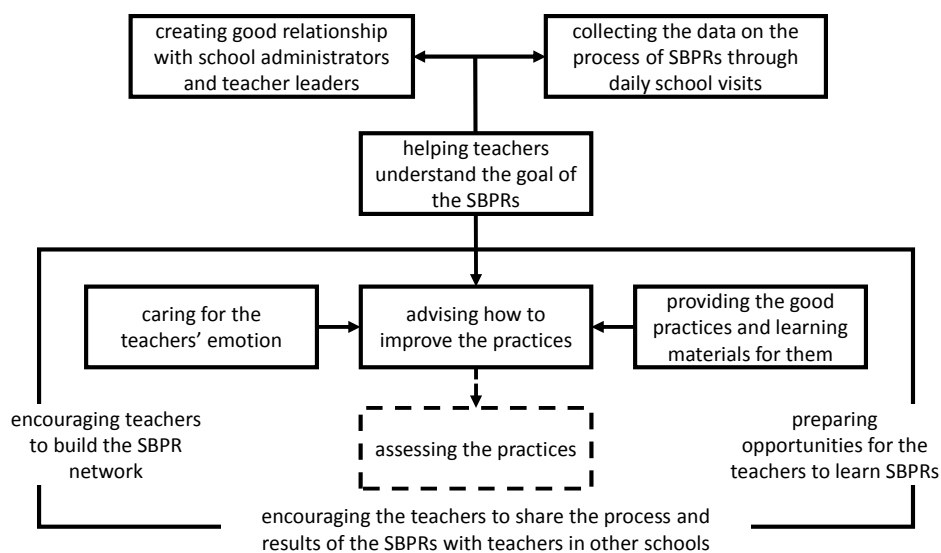 creating good relationship
with school administrators
and teacher leaders
collecting the data on the
process of SBPRs through
daily school visits
helping teachers
understand the goal of
the SBPRs
caring for the
teachers’ emotion
advising how to
improve the practices
providing the good
practices and learning
materials for them
encouraging teachers
to build the SBPR
network
assessing the practices
preparing
opportunities for the
teachers to learn SBPRs
encouraging the teachers to share the process and
results of the SBPRs with teachers in other schools